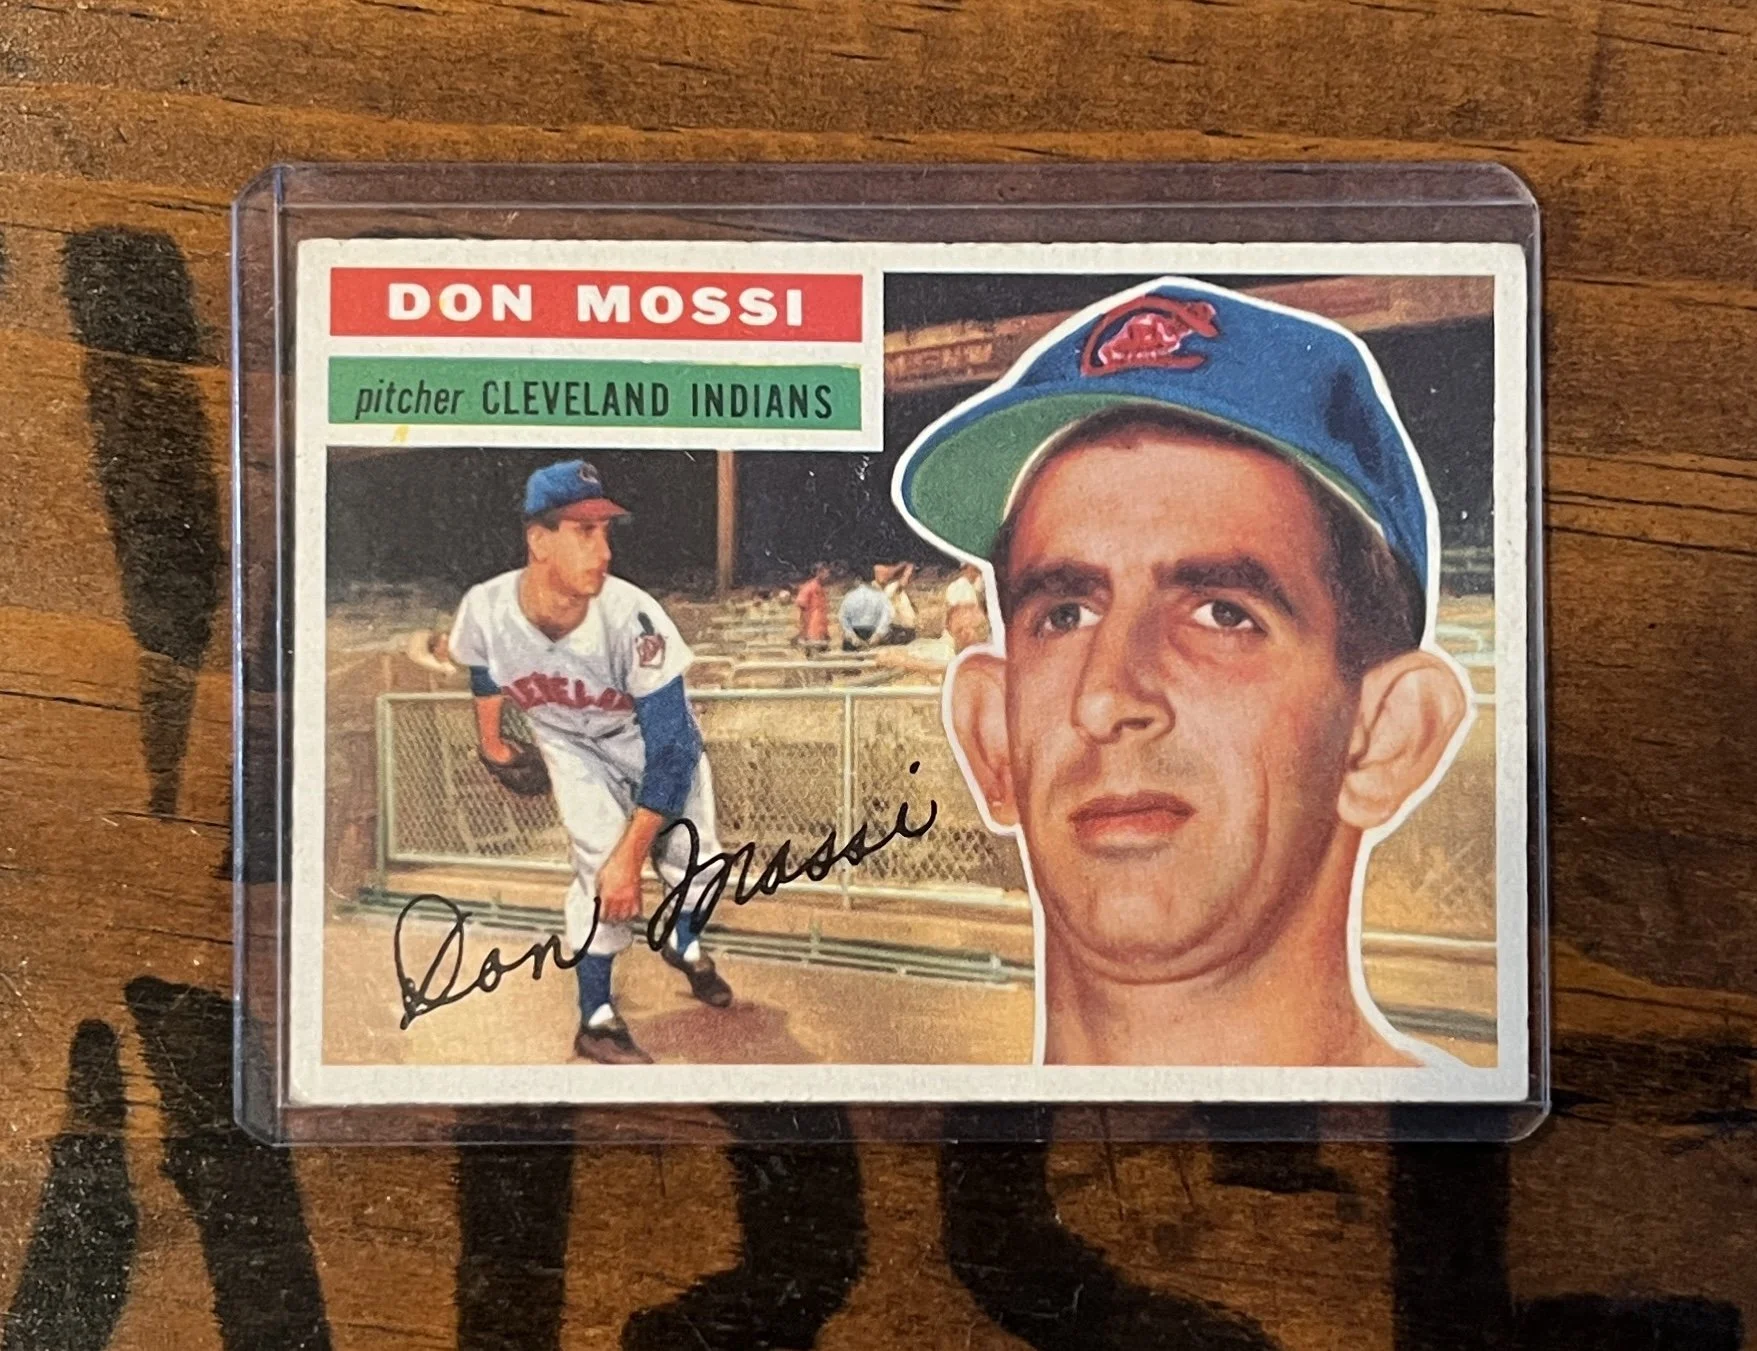 DON MOSSI
pitcher CLEVELAND INDIANS
Don Mossi